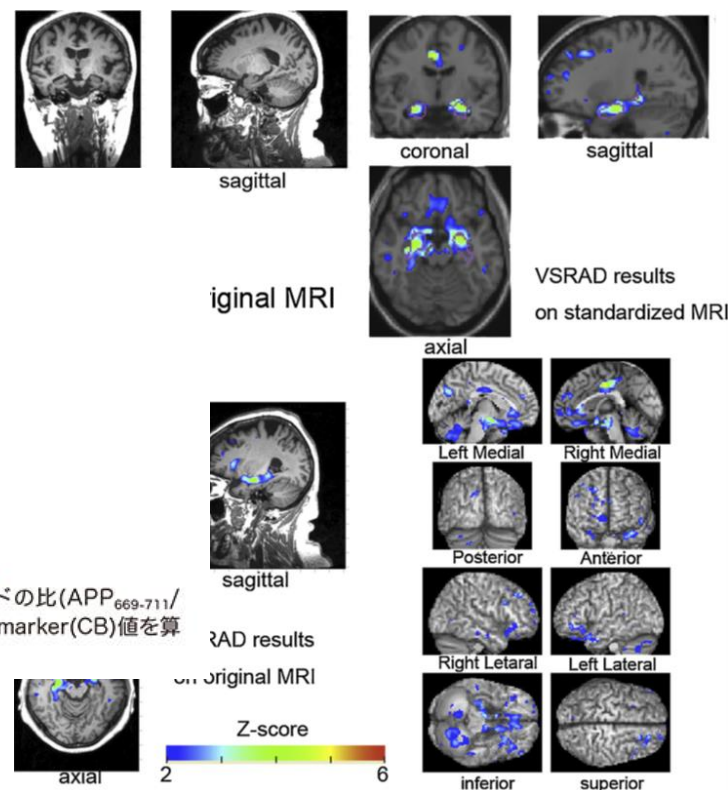 sagittal
coronal
sagittal
iginal MRI
VSRAD results
on standardized MRI
axial
Left Medial
Right Medial
Posterior
Anterior
sagittal
ドの比(APP669-711/
marker(CB)値を算
RAD results
on original MRI
Right Letaral
Left Lateral
Z-score
2
6
axial
inferior
superior